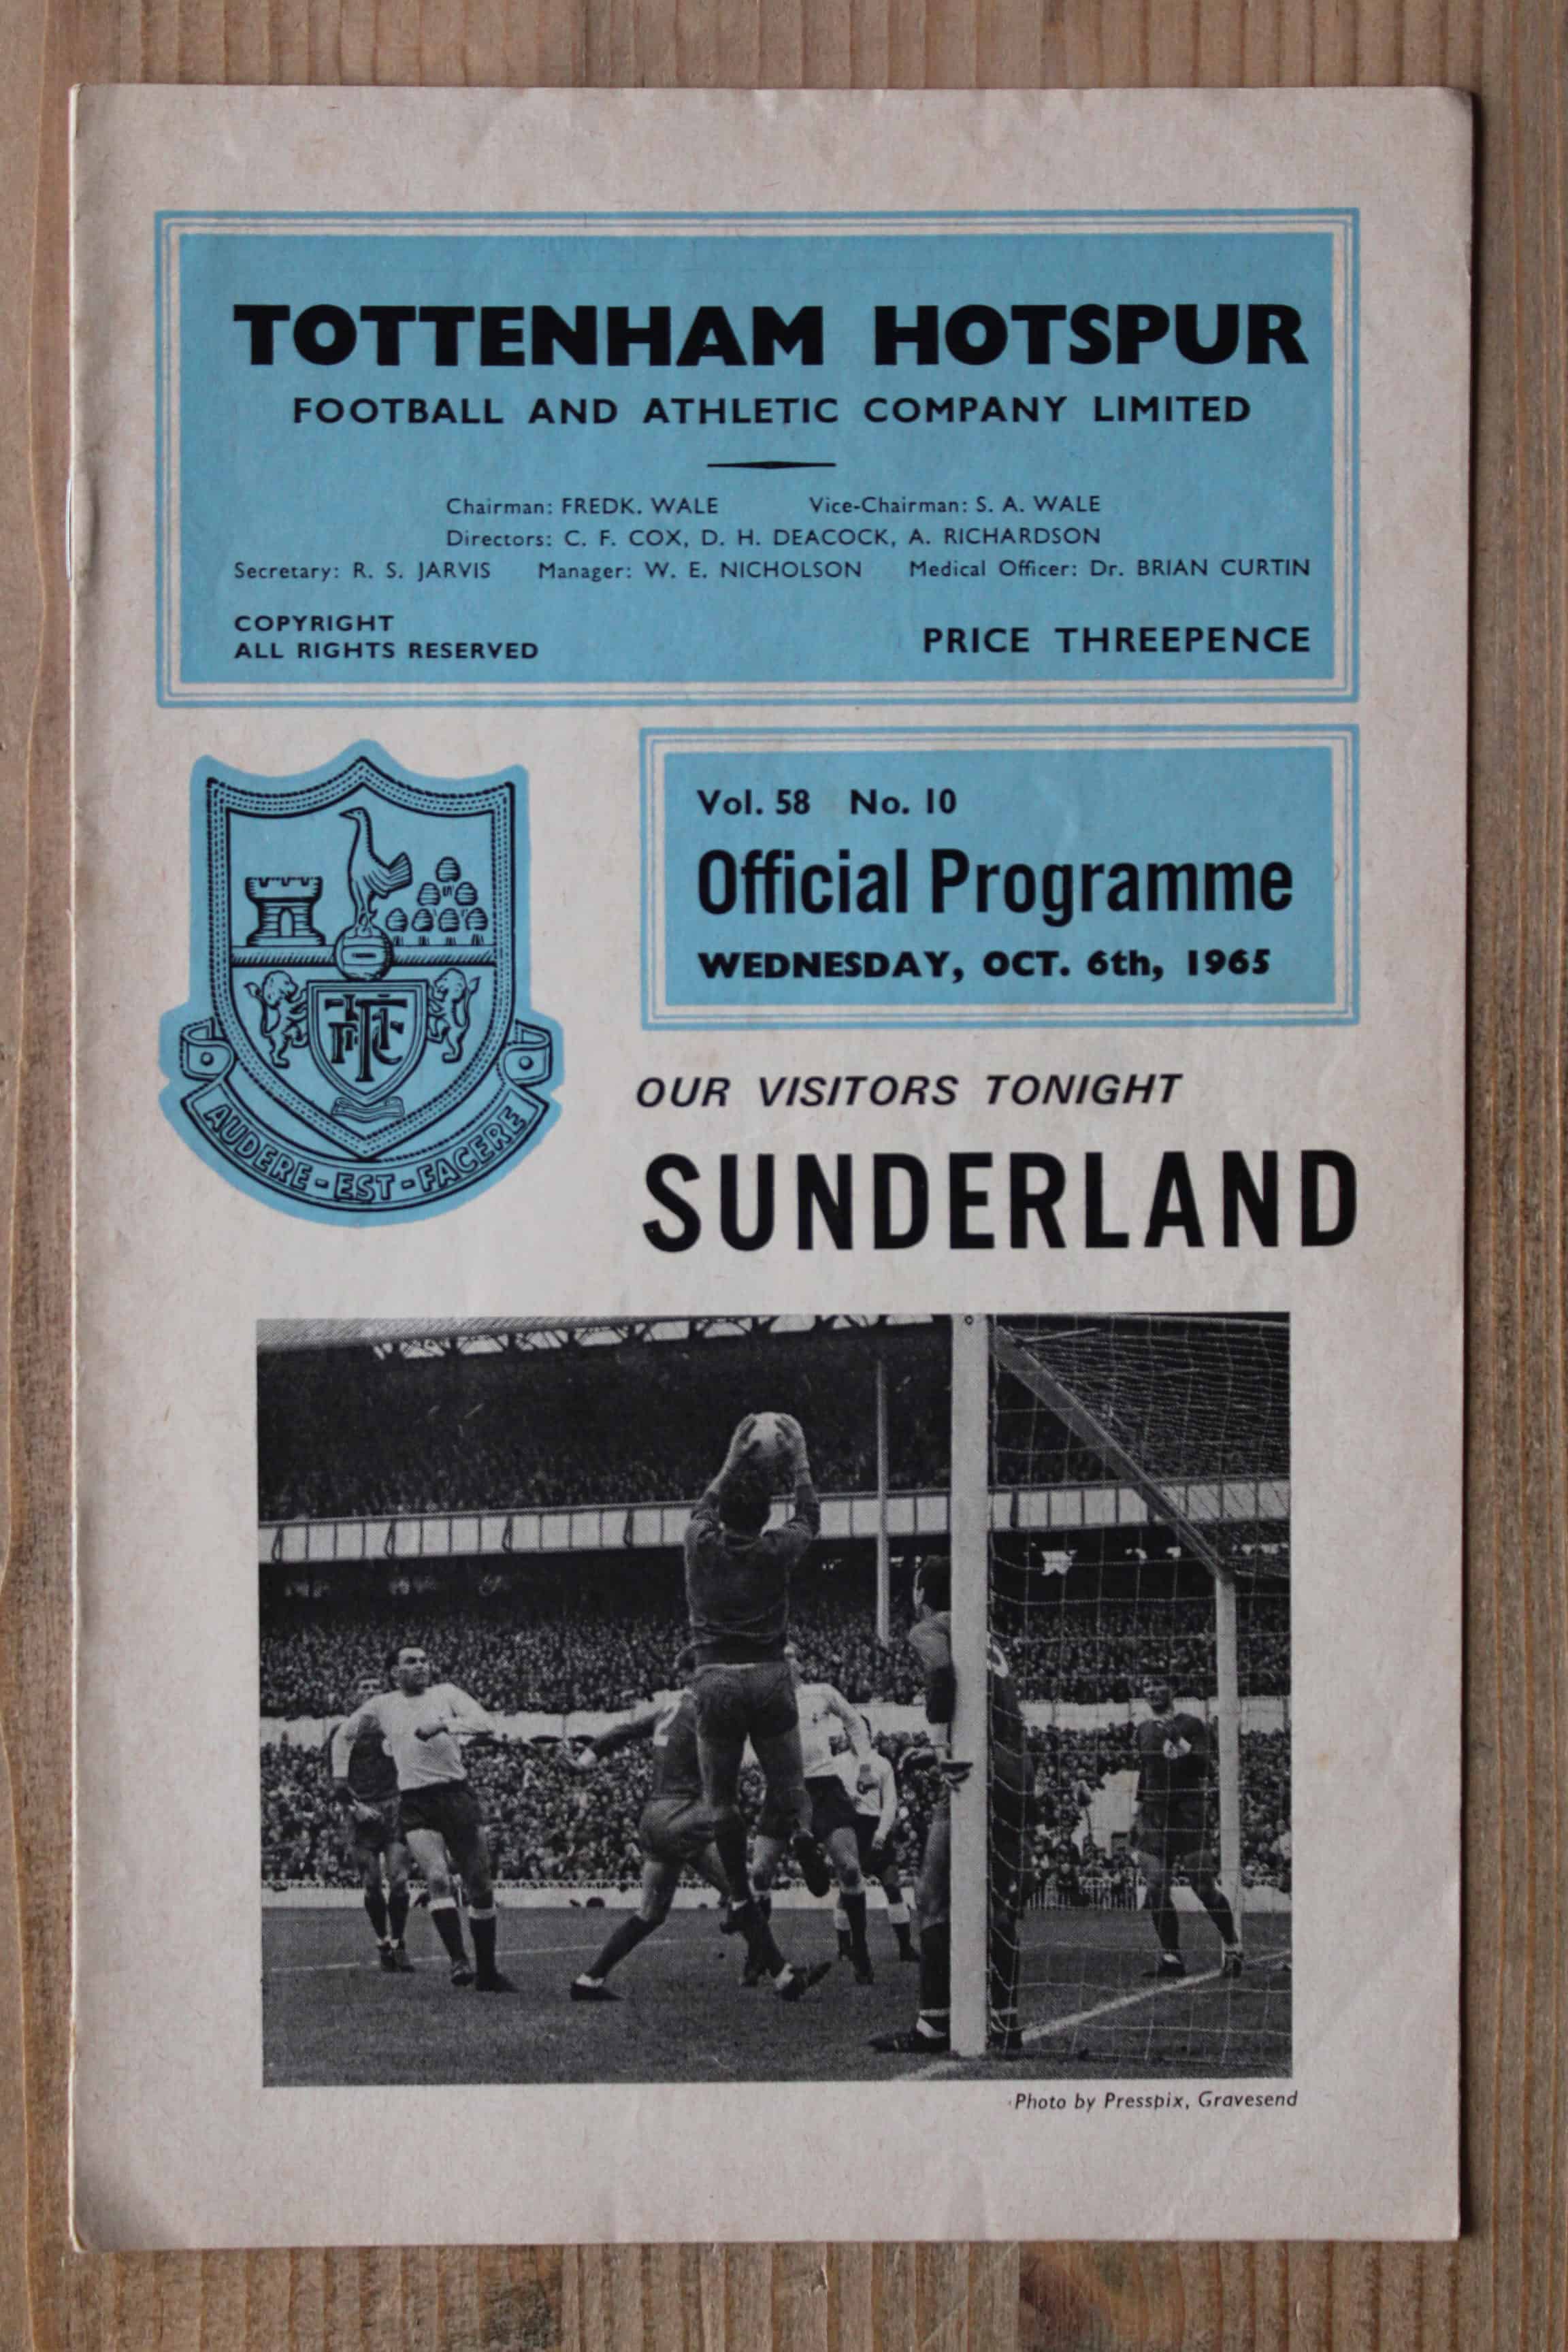 TOTTENHAM HOTSPUR
FOOTBALL AND ATHLETIC COMPANY LIMITED
Chairman: FREDK. WALE Vice-Chairman: S. A. WALE
Directors: C. F. COX, D. H. DEACOCK, A. RICHARDSON
Secretary: R. S. JARVIS Manager: W. E. NICHOLSON Medical Officer: Dr. BRIAN CURTIN
COPYRIGHT
ALL RIGHTS RESERVED
PRICE THREEPENCE
Vol. 58 No. 10
Official Programme
WEDNESDAY, OCT. 6th, 1965
AUDERE-EST-FACERE
OUR VISITORS TONIGHT
SUNDERLAND
2
Photo by Presspix, Gravesend